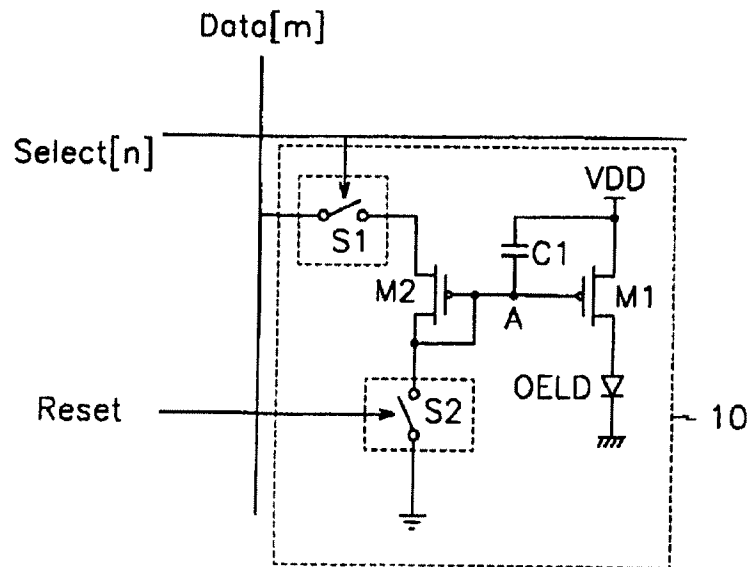 Data[m]
Select[n]
VDD
S1
C1
M2
M1
A
OELD
Reset
S2
10